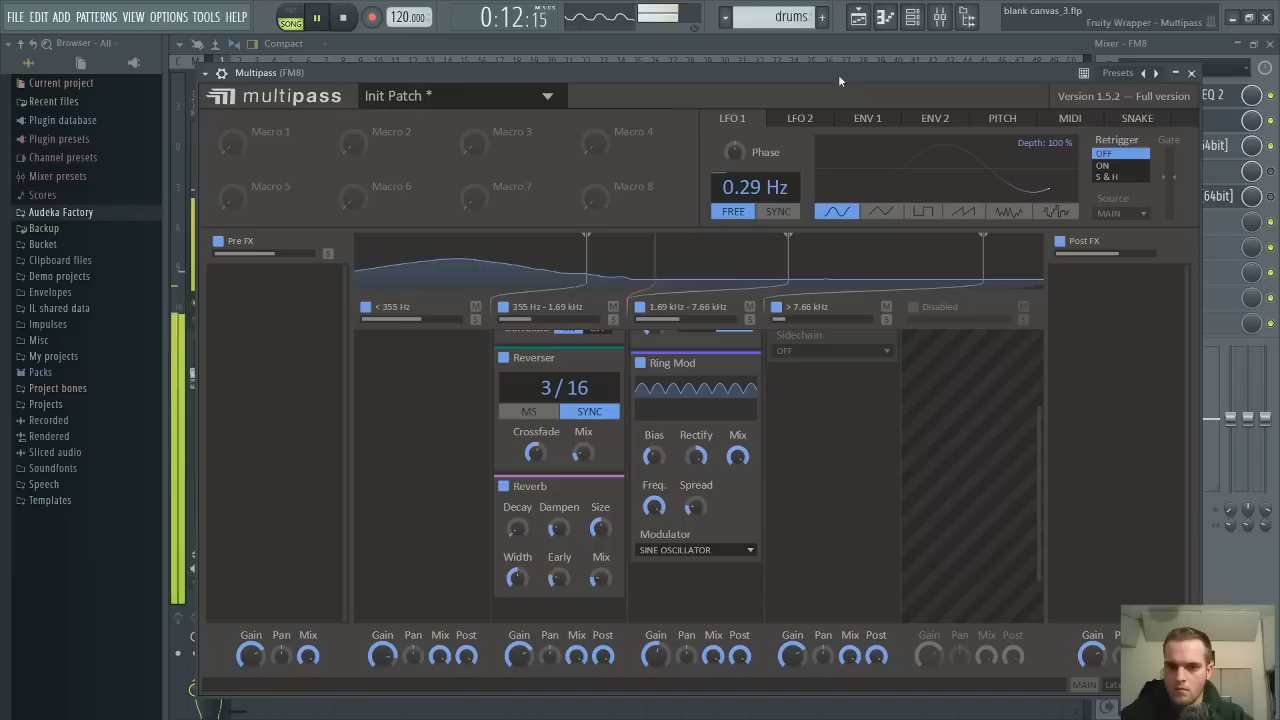 FILE EDIT ADD PATTERNS VIEW OPTIONS TOOLS HELP
PAT
SONG
120.000
0:12:15
drums
blank canvas_3.flp
Fruity Wrapper - Multipass
Browser - All
Compact
Mixer - FM8
Current project
Recent files
Plugin database
Plugin presets
Channel presets
Mixer presets
Scores
Audeka Factory
Backup
Bucket
Clipboard files
Demo projects
Envelopes
IL shared data
Impulses
Misc
My projects
Packs
Project bones
Projects
Recorded
Rendered
Sliced audio
Soundfonts
Speech
Templates
Multipass (FM8)
Presets
multipass
Init Patch *
Version 1.5.2 — Full version
Macro 1
Macro 2
Macro 3
Macro 4
Macro 5
Macro 6
Macro 7
Macro 8
LFO 1
LFO 2
ENV 1
ENV 2
PITCH
MIDI
SNAKE
Phase
0.29 Hz
FREE
SYNC
Depth: 100 %
Retrigger
OFF
ON
S & H
Source
MAIN
Gate
EQ 2
64bit]
64bit]
Pre FX
S
Post FX
< 355 Hz
M
S
355 Hz - 1.69 kHz
M
S
1.69 kHz - 7.66 kHz
M
S
> 7.66 kHz
M
S
Disabled
M
S
Reverser
3 / 16
MS
SYNC
Crossfade
Mix
Reverb
Decay
Dampen
Size
Width
Early
Mix
Ring Mod
Bias
Rectify
Mix
Freq.
Spread
Modulator
SINE OSCILLATOR
Sidechain
OFF
Gain Pan Mix
Gain Pan Mix Post
Gain Pan Mix Post
Gain Pan Mix Post
Gain Pan Mix Post
Gain Pan Mix Post
Gain
MAIN